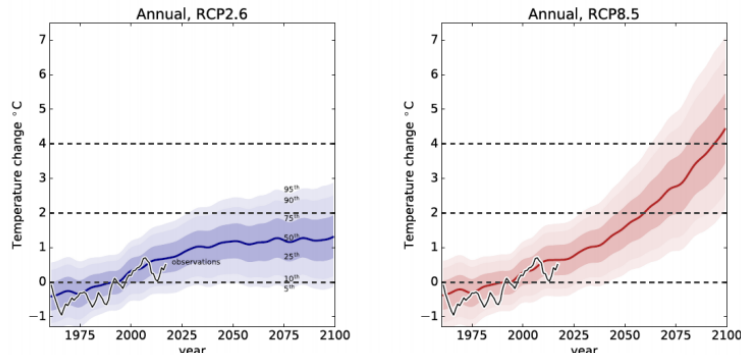 Annual, RCP2.6
Temperature change °C
7
6
5
4
3
2
1
0
−1
95th
90th
75th
50th
25th
10th
5th
observations
1975 2000 2025 2050 2075 2100
year
Annual, RCP8.5
Temperature change °C
7
6
5
4
3
2
1
0
−1
1975 2000 2025 2050 2075 2100
year